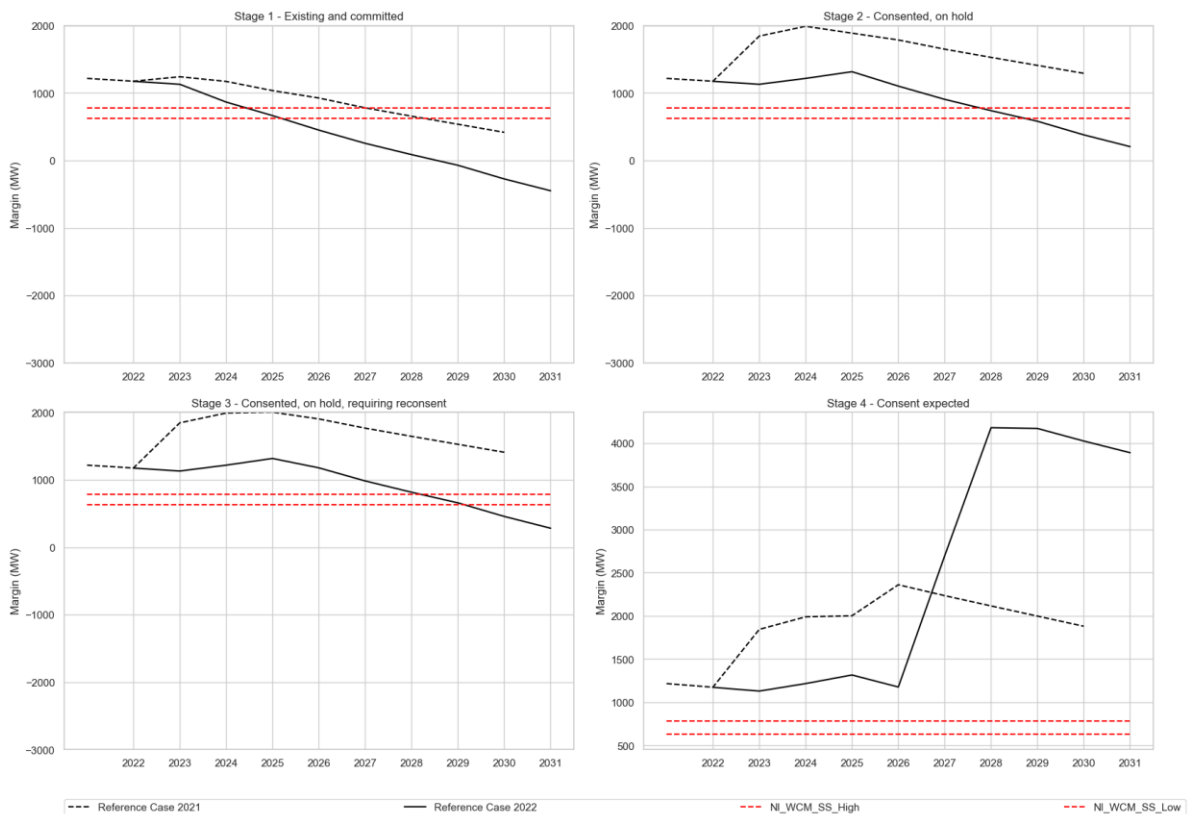 Stage 1 - Existing and committed
Margin (MW)
2000
1000
0
−1000
−2000
−3000
2022 2023 2024 2025 2026 2027 2028 2029 2030 2031
Stage 2 - Consented, on hold
Margin (MW)
2000
1000
0
−1000
−2000
−3000
2022 2023 2024 2025 2026 2027 2028 2029 2030 2031
Stage 3 - Consented, on hold, requiring reconsent
Margin (MW)
2000
1000
0
−1000
−2000
−3000
2022 2023 2024 2025 2026 2027 2028 2029 2030 2031
Stage 4 - Consent expected
Margin (MW)
4000
3500
3000
2500
2000
1500
1000
500
2022 2023 2024 2025 2026 2027 2028 2029 2030 2031
Reference Case 2021 Reference Case 2022 NI_WCM_SS_High NI_WCM_SS_Low